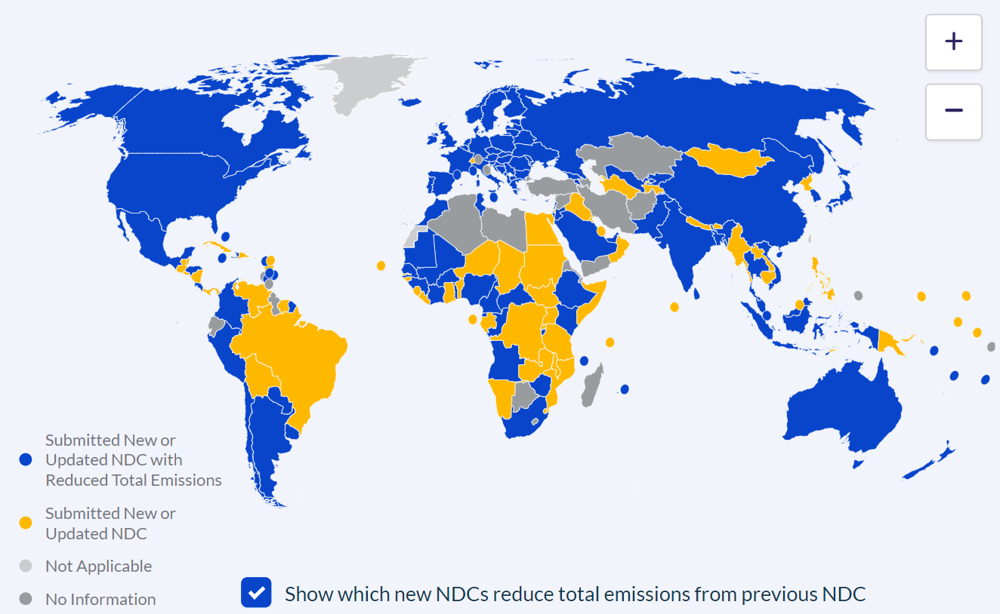 +
−
Submitted New or
Updated NDC with
Reduced Total Emissions
Submitted New or
Updated NDC
Not Applicable
No Information
Show which new NDCs reduce total emissions from previous NDC